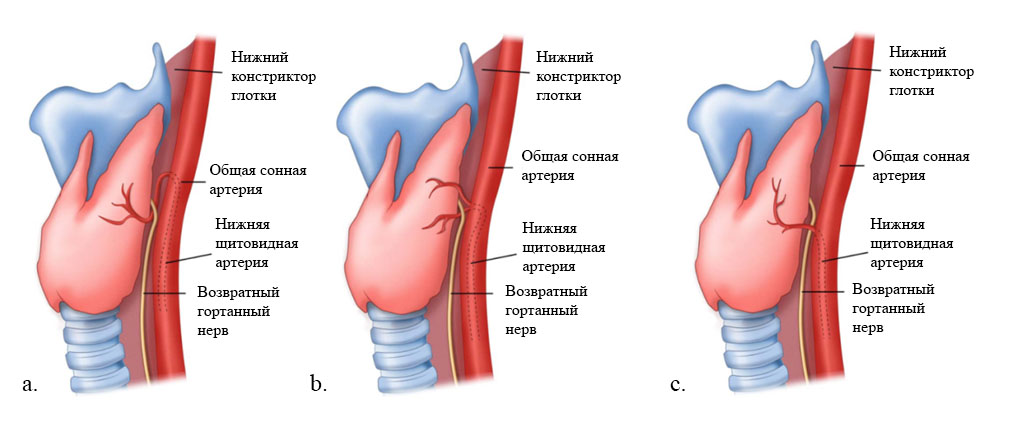 Нижний
констриктор
глотки
Общая сонная
артерия
Нижняя
щитовидная
артерия
Возвратный
гортанный
нерв
a.
Нижний
констриктор
глотки
Общая сонная
артерия
Нижняя
щитовидная
артерия
Возвратный
гортанный
нерв
b.
Нижний
констриктор
глотки
Общая сонная
артерия
Нижняя
щитовидная
артерия
Возвратный
гортанный
нерв
c.